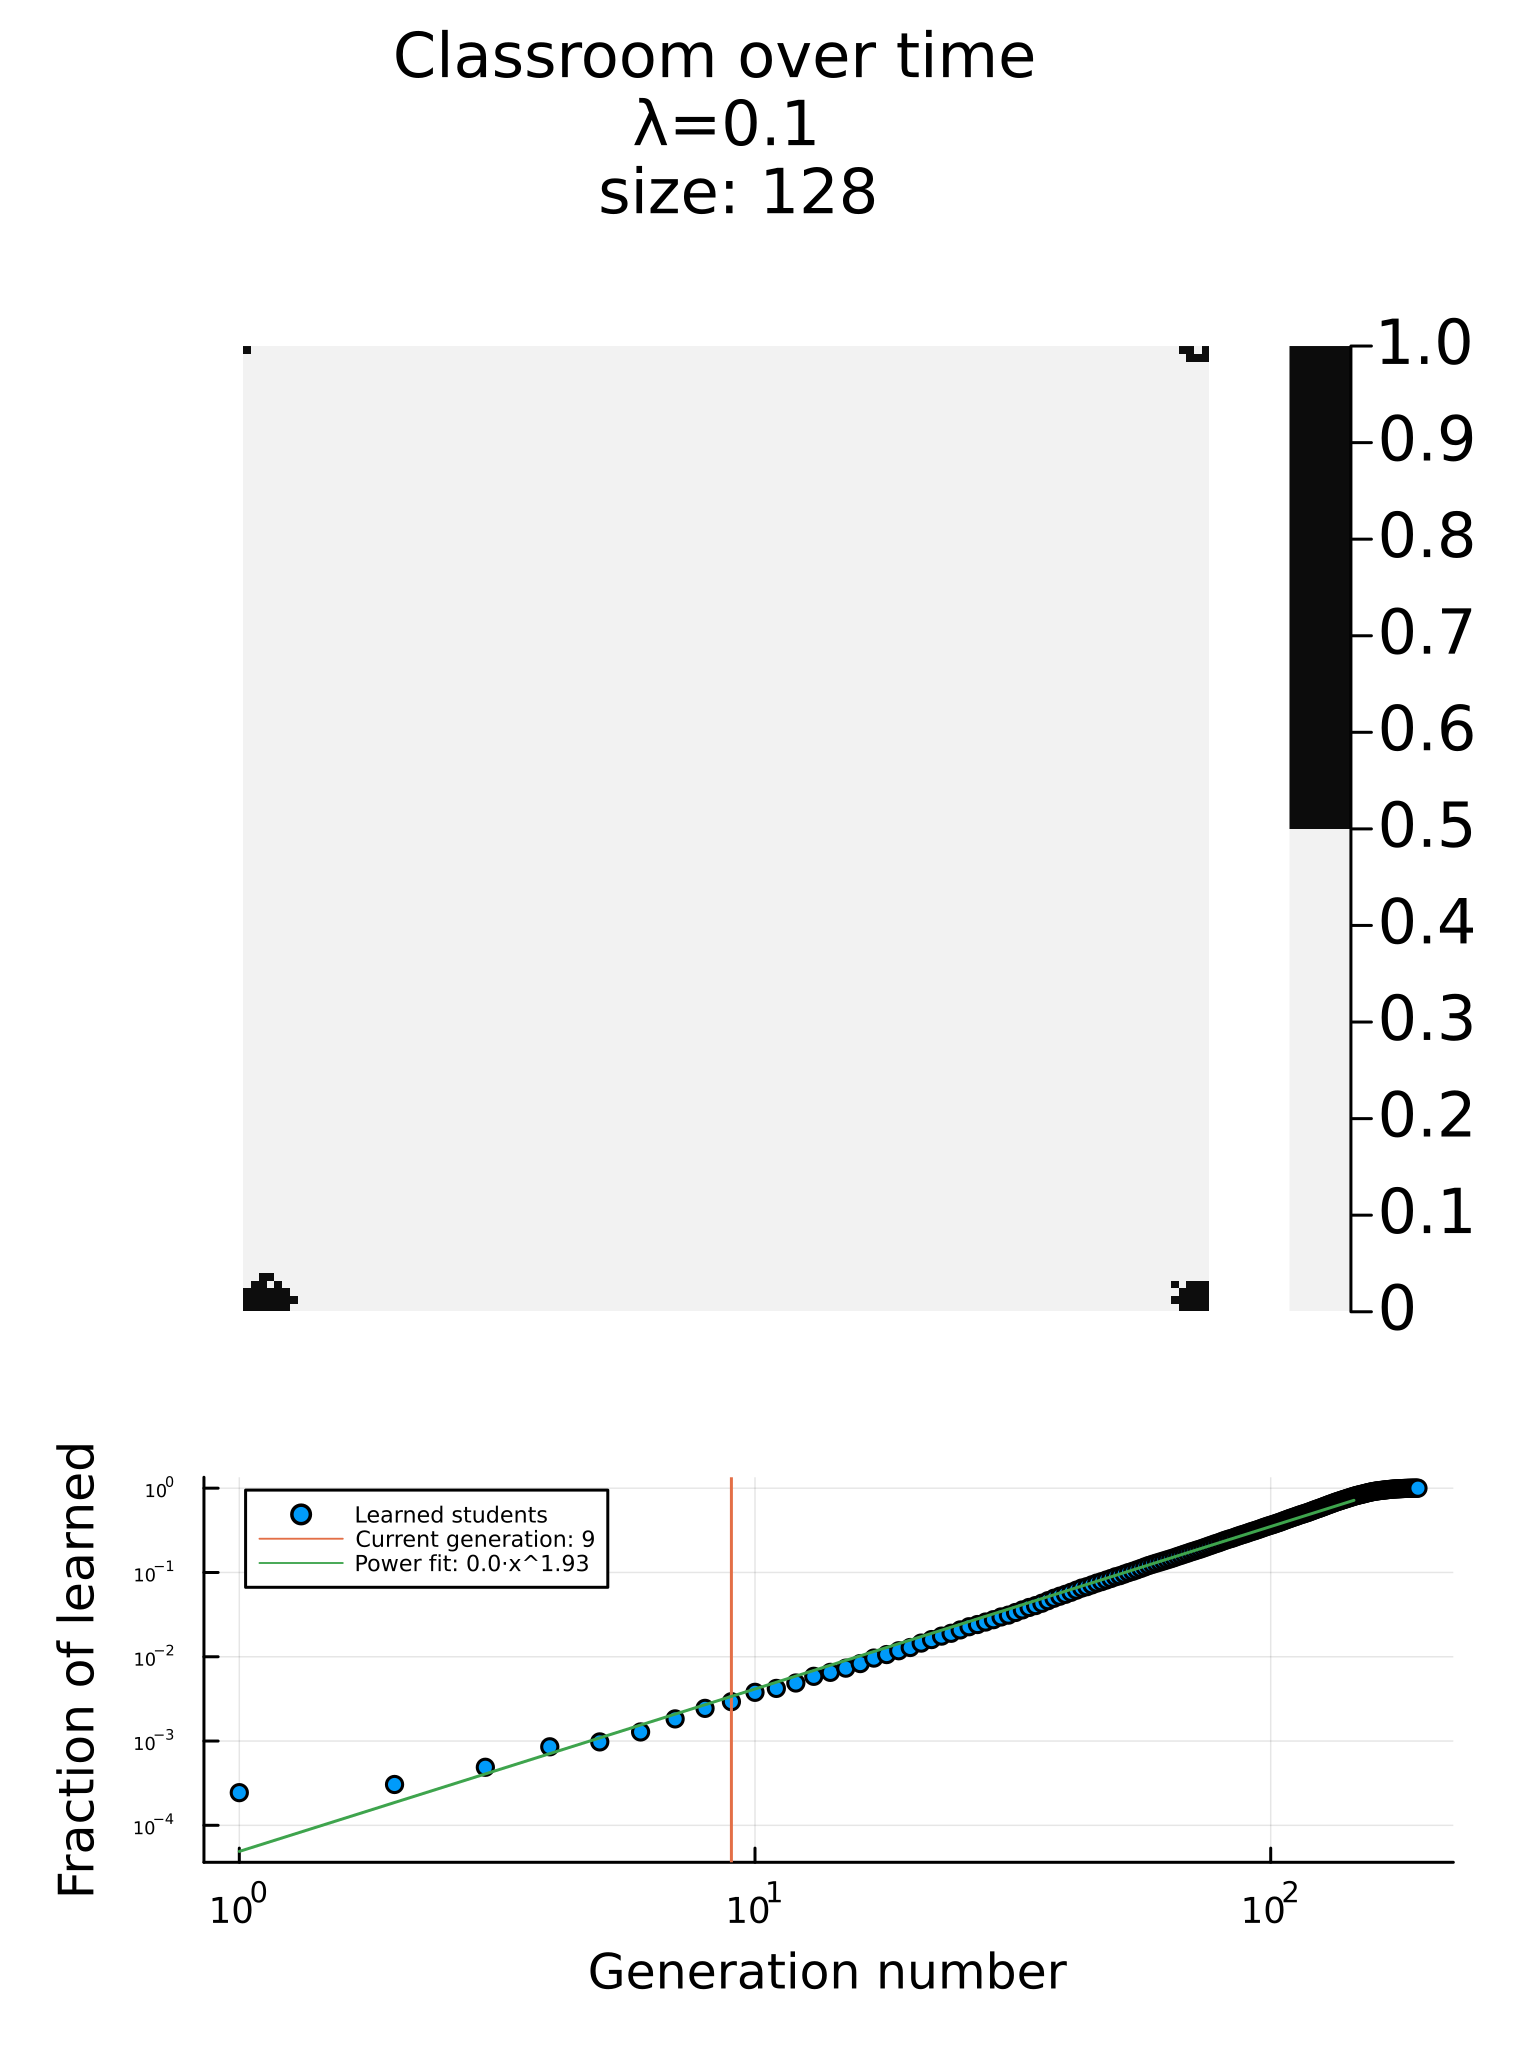 Classroom over time
λ=0.1
size: 128
1.0
0.9
0.8
0.7
0.6
0.5
0.4
0.3
0.2
0.1
0
Fraction of learned
10^0
10^−1
10^−2
10^−3
10^−4
Learned students
Current generation: 9
Power fit: 0.0·x^1.93
10^0
10^1
10^2
Generation number